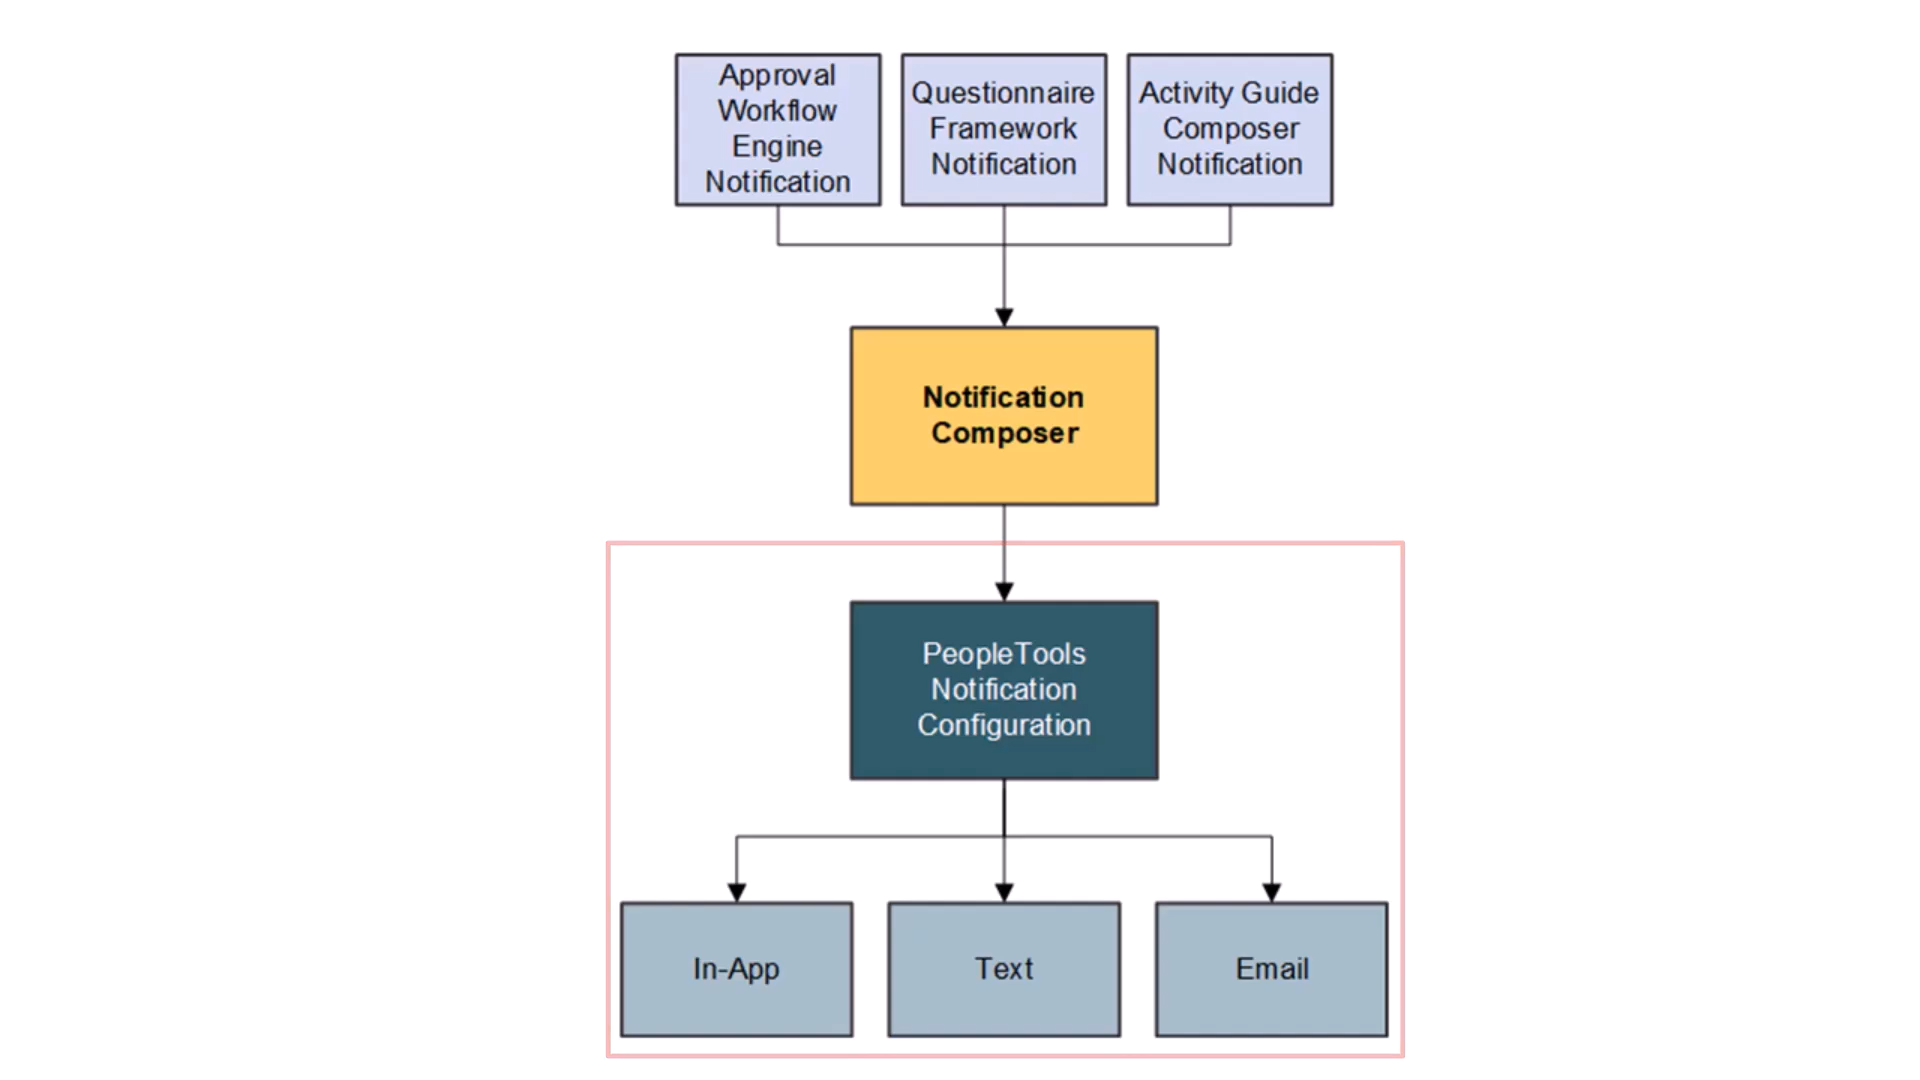 Approval
Workflow
Engine
Notification
Questionnaire
Framework
Notification
Activity Guide
Composer
Notification
Notification
Composer
PeopleTools
Notification
Configuration
In-App
Text
Email